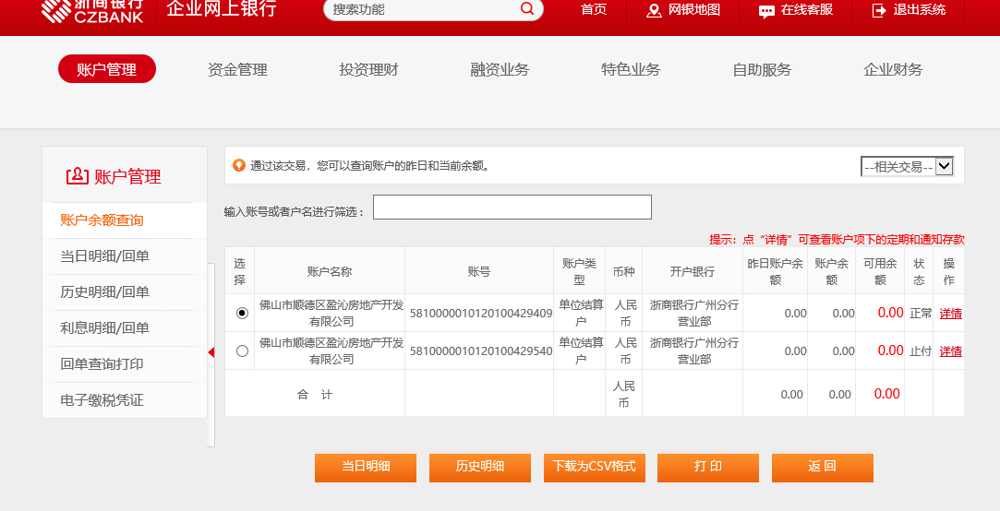 浙商银行
CZBANK
企业网上银行
搜索功能
首页
网银地图
在线客服
退出系统
账户管理
资金管理
投资理财
融资业务
特色业务
自助服务
企业财务
账户管理
账户余额查询
当日明细/回单
历史明细/回单
利息明细/回单
回单查询打印
电子缴税凭证
通过该交易，您可以查询账户的昨日和当前余额。
--相关交易--
输入账号或者户名进行筛选：
提示：点“详情”可查看账户项下的定期和通知存款
选
择
账户名称
账号
账户类
型
币种
开户银行
昨日账户余
额
账户余
额
可用余
额
状
态
操
作
佛山市顺德区盈沁房地产开发
有限公司
5810000010120100429409
单位结算
户
人民
币
浙商银行广州分行
营业部
0.00
0.00
0.00
正常
详情
佛山市顺德区盈沁房地产开发
有限公司
5810000010120100429540
单位结算
户
人民
币
浙商银行广州分行
营业部
0.00
0.00
0.00
止付
详情
合 计
人民
币
0.00
0.00
0.00
当日明细
历史明细
下载为CSV格式
打 印
返 回